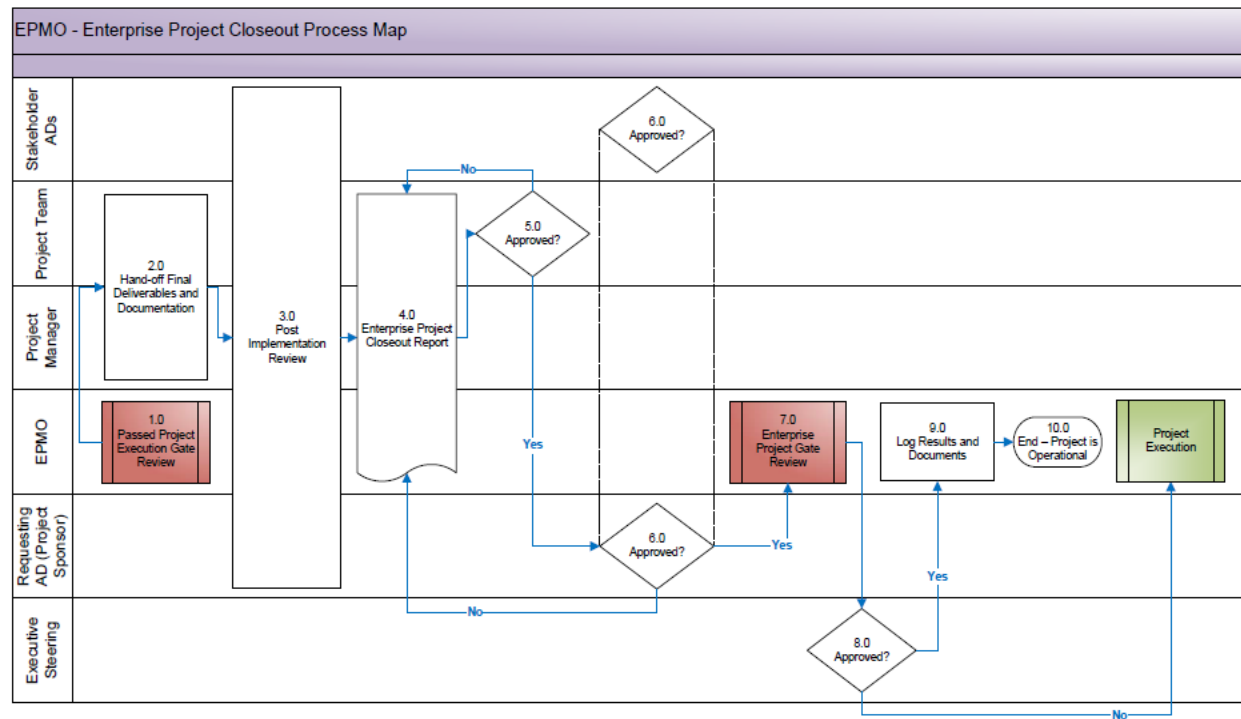 EPMO - Enterprise Project Closeout Process Map
Stakeholder
ADs
6.0
Approved?
No
Project Team
2.0
Hand-off Final
Deliverables and
Documentation
5.0
Approved?
Project
Manager
3.0
Post
Implementation
Review
4.0
Enterprise Project
Closeout Report
EPMO
1.0
Passed Project
Execution Gate
Review
Yes
7.0
Enterprise
Project Gate
Review
9.0
Log Results and
Documents
10.0
End – Project is
Operational
Project
Execution
Requesting
AD (Project
Sponsor)
6.0
Approved?
Yes
No
Yes
Executive
Steering
8.0
Approved?
No